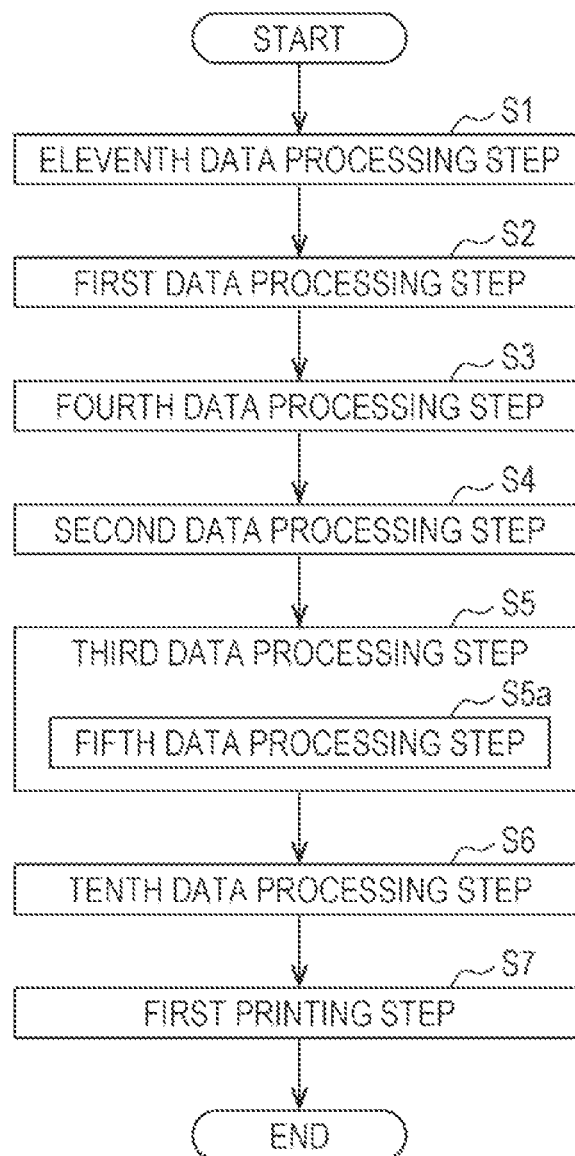 START
S1
ELEVENTH DATA PROCESSING STEP
S2
FIRST DATA PROCESSING STEP
S3
FOURTH DATA PROCESSING STEP
S4
SECOND DATA PROCESSING STEP
S5
THIRD DATA PROCESSING STEP
S5a
FIFTH DATA PROCESSING STEP
S6
TENTH DATA PROCESSING STEP
S7
FIRST PRINTING STEP
END